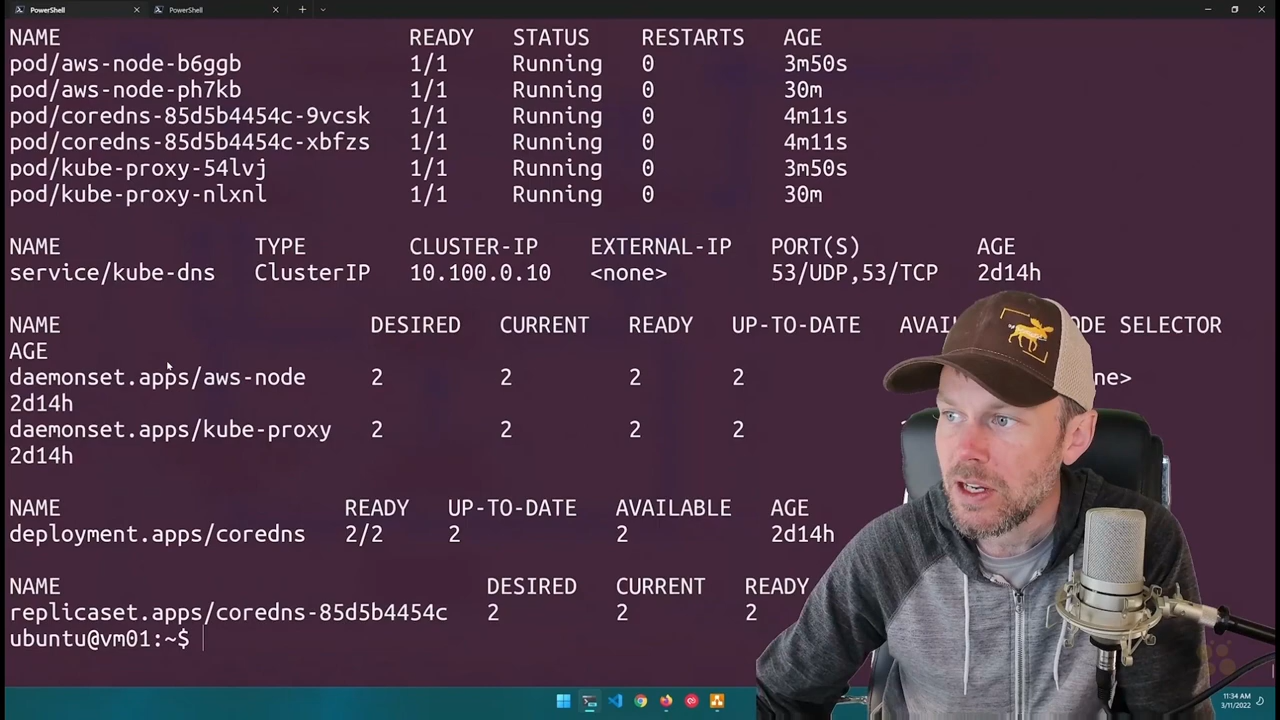 PowerShell
PowerShell
NAME READY STATUS RESTARTS AGE
pod/aws-node-b6ggb 1/1 Running 0 3m50s
pod/aws-node-ph7kb 1/1 Running 0 30m
pod/coredns-85d5b4454c-9vcsk 1/1 Running 0 4m11s
pod/coredns-85d5b4454c-xbfzs 1/1 Running 0 4m11s
pod/kube-proxy-54lvj 1/1 Running 0 3m50s
pod/kube-proxy-nlxnl 1/1 Running 0 30m
NAME TYPE CLUSTER-IP EXTERNAL-IP PORT(S) AGE
service/kube-dns ClusterIP 10.100.0.10 <none> 53/UDP,53/TCP 2d14h
NAME DESIRED CURRENT READY UP-TO-DATE SELECTOR
AGE
daemonset.apps/aws-node 2 2 2 2
2d14h
daemonset.apps/kube-proxy 2 2 2 2
2d14h
NAME READY UP-TO-DATE AVAILABLE AGE
deployment.apps/coredns 2/2 2 2 2d14h
NAME DESIRED CURRENT READY
replicaset.apps/coredns-85d5b4454c 2 2 2
ubuntu@vm01:~$
11:34 AM
3/11/2022